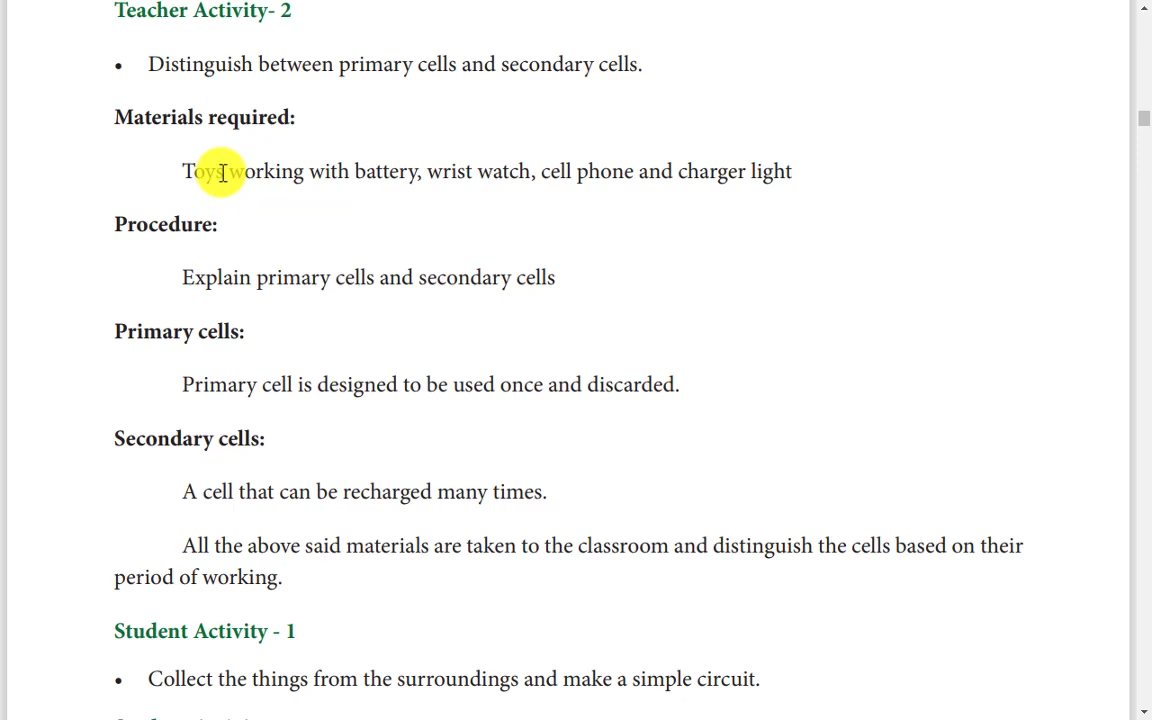 Teacher Activity- 2
• Distinguish between primary cells and secondary cells.
Materials required:
Toys working with battery, wrist watch, cell phone and charger light
Procedure:
Explain primary cells and secondary cells
Primary cells:
Primary cell is designed to be used once and discarded.
Secondary cells:
A cell that can be recharged many times.
All the above said materials are taken to the classroom and distinguish the cells based on their
period of working.
Student Activity - 1
• Collect the things from the surroundings and make a simple circuit.